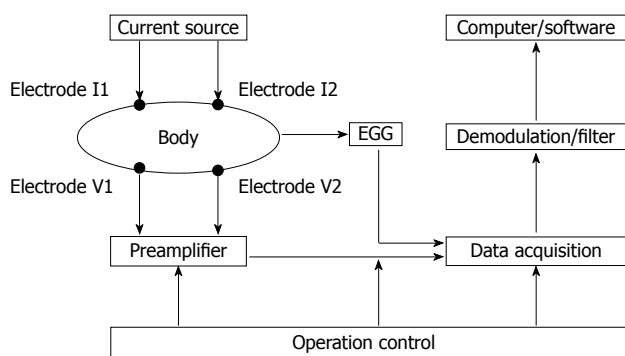 Current source
Computer/software
Electrode I1
Electrode I2
Body
EGG
Demodulation/filter
Electrode V1
Electrode V2
Preamplifier
Data acquisition
Operation control